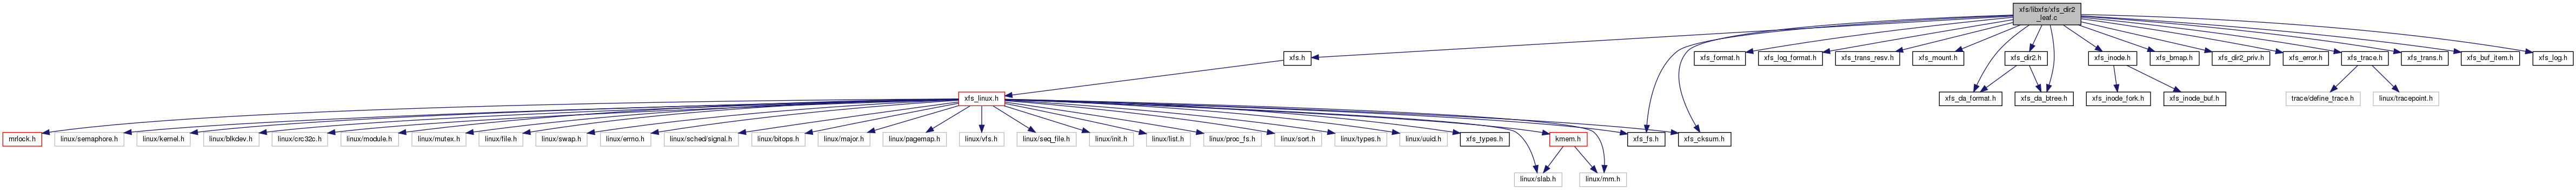 xfs/libxfs/xfs_dir2
_leaf.c
xfs.h
xfs_format.h
xfs_log_format.h
xfs_trans_resv.h
xfs_mount.h
xfs_dir2.h
xfs_inode.h
xfs_bmap.h
xfs_dir2_priv.h
xfs_error.h
xfs_trace.h
xfs_trans.h
xfs_buf_item.h
xfs_log.h
xfs_linux.h
xfs_da_format.h
xfs_da_btree.h
xfs_inode_fork.h
xfs_inode_buf.h
trace/define_trace.h
linux/tracepoint.h
mrlock.h
linux/semaphore.h
linux/kernel.h
linux/blkdev.h
linux/crc32c.h
linux/module.h
linux/mutex.h
linux/file.h
linux/swap.h
linux/errno.h
linux/sched/signal.h
linux/bitops.h
linux/major.h
linux/pagemap.h
linux/vfs.h
linux/seq_file.h
linux/init.h
linux/list.h
linux/proc_fs.h
linux/sort.h
linux/types.h
linux/uuid.h
xfs_types.h
kmem.h
xfs_fs.h
xfs_cksum.h
linux/slab.h
linux/mm.h